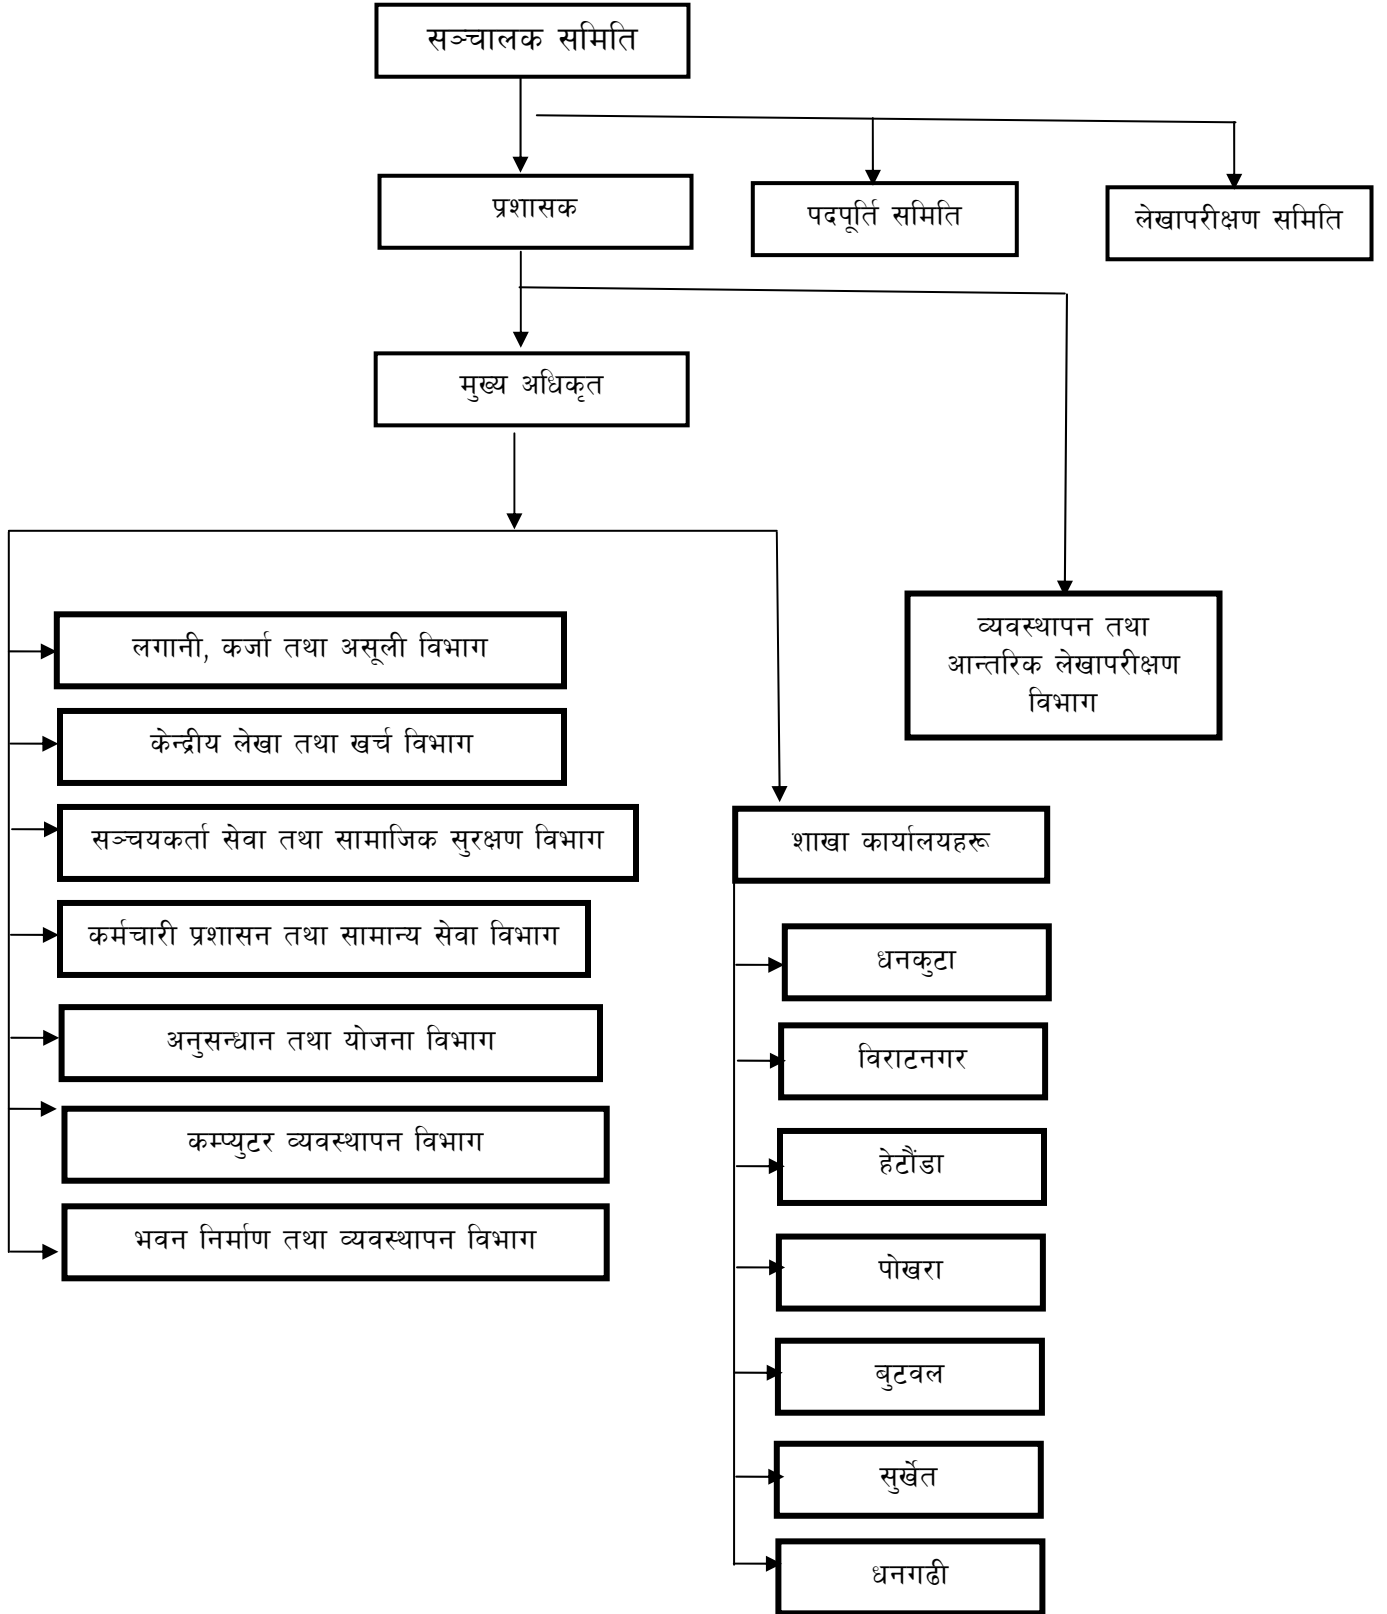 सञ्चालक समिति
प्रशासक
पदपूर्ति समिति
लेखापरीक्षण समिति
मुख्य अधिकृत
व्यवस्थापन तथा
आन्तरिक लेखापरीक्षण
विभाग
लगानी, कर्जा तथा असूली विभाग
केन्द्रीय लेखा तथा खर्च विभाग
सञ्चयकर्ता सेवा तथा सामाजिक सुरक्षण विभाग
कर्मचारी प्रशासन तथा सामान्य सेवा विभाग
अनुसन्धान तथा योजना विभाग
कम्प्युटर व्यवस्थापन विभाग
भवन निर्माण तथा व्यवस्थापन विभाग
शाखा कार्यालयहरू
धनकुटा
विराटनगर
हेटौंडा
पोखरा
बुटवल
सुर्खेत
धनगढी